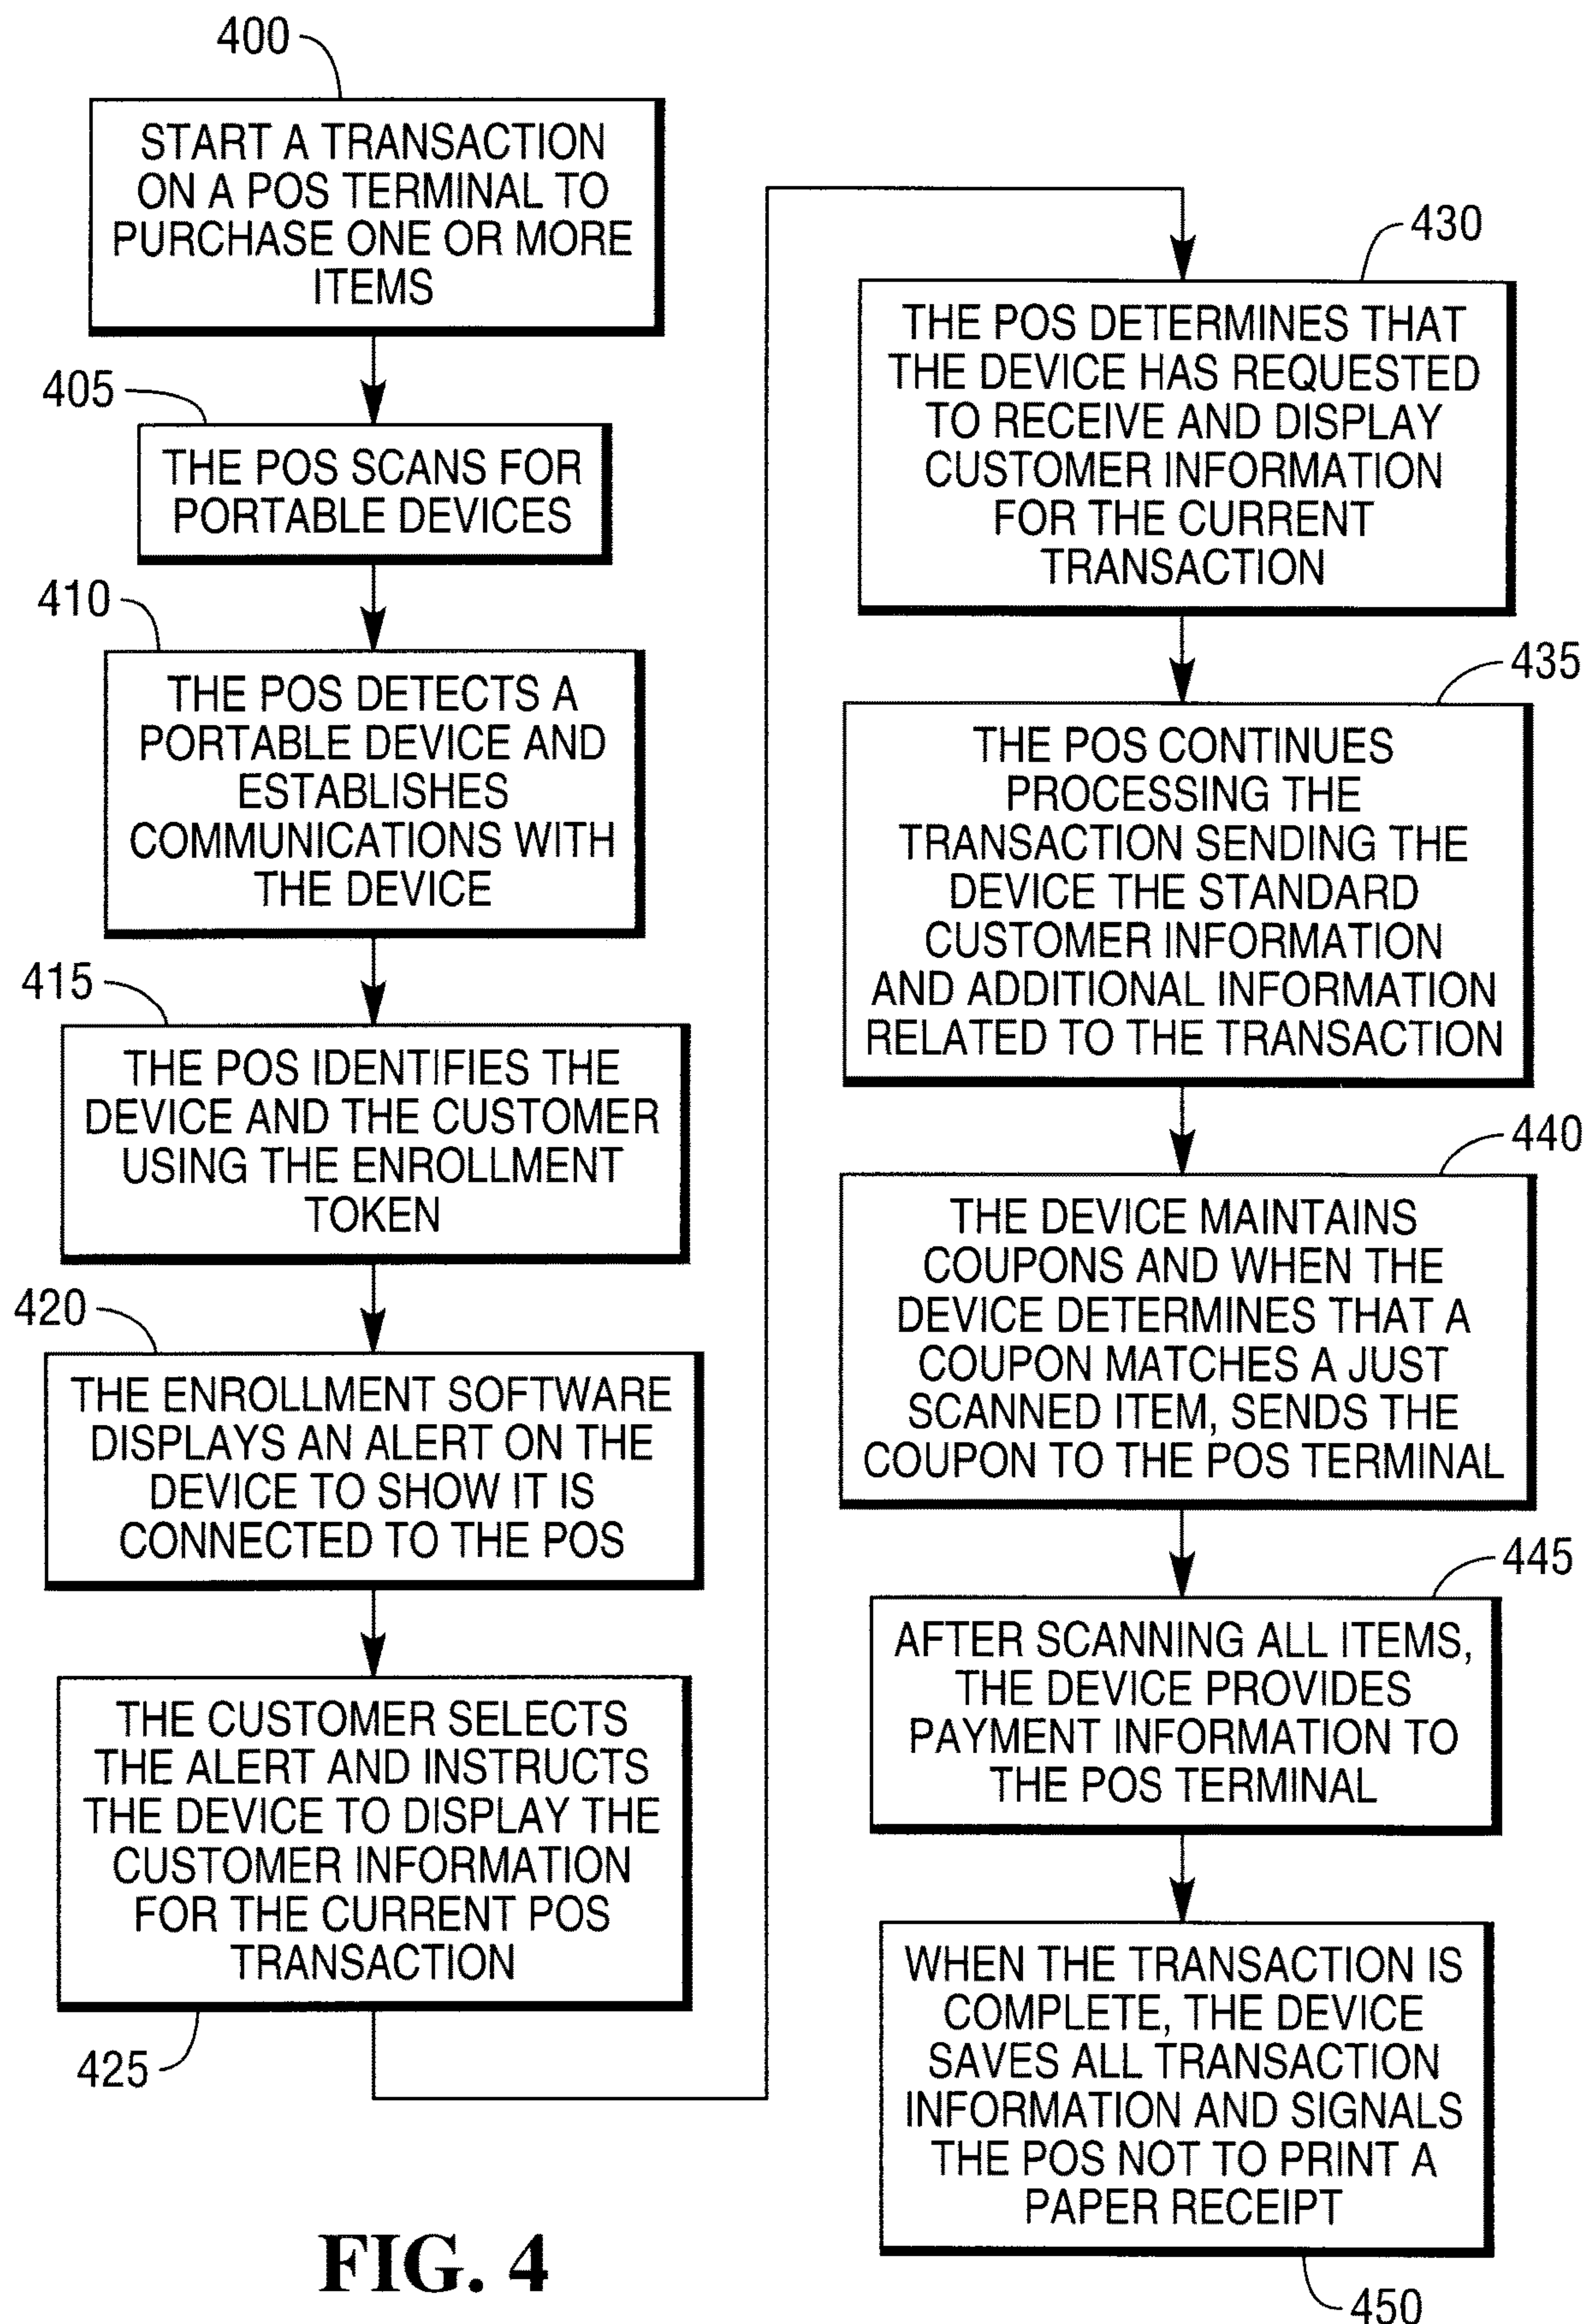 400
START A TRANSACTION
ON A POS TERMINAL TO
PURCHASE ONE OR MORE
ITEMS
405
THE POS SCANS FOR
PORTABLE DEVICES
410
THE POS DETECTS A
PORTABLE DEVICE AND
ESTABLISHES
COMMUNICATIONS WITH
THE DEVICE
415
THE POS IDENTIFIES THE
DEVICE AND THE CUSTOMER
USING THE ENROLLMENT
TOKEN
420
THE ENROLLMENT SOFTWARE
DISPLAYS AN ALERT ON THE
DEVICE TO SHOW IT IS
CONNECTED TO THE POS
THE CUSTOMER SELECTS
THE ALERT AND INSTRUCTS
THE DEVICE TO DISPLAY THE
CUSTOMER INFORMATION
FOR THE CURRENT POS
TRANSACTION
425
430
THE POS DETERMINES THAT
THE DEVICE HAS REQUESTED
TO RECEIVE AND DISPLAY
CUSTOMER INFORMATION
FOR THE CURRENT
TRANSACTION
435
THE POS CONTINUES
PROCESSING THE
TRANSACTION SENDING THE
DEVICE THE STANDARD
CUSTOMER INFORMATION
AND ADDITIONAL INFORMATION
RELATED TO THE TRANSACTION
440
THE DEVICE MAINTAINS
COUPONS AND WHEN THE
DEVICE DETERMINES THAT A
COUPON MATCHES A JUST
SCANNED ITEM, SENDS THE
COUPON TO THE POS TERMINAL
445
AFTER SCANNING ALL ITEMS,
THE DEVICE PROVIDES
PAYMENT INFORMATION TO
THE POS TERMINAL
WHEN THE TRANSACTION IS
COMPLETE, THE DEVICE
SAVES ALL TRANSACTION
INFORMATION AND SIGNALS
THE POS NOT TO PRINT A
PAPER RECEIPT
450
FIG. 4